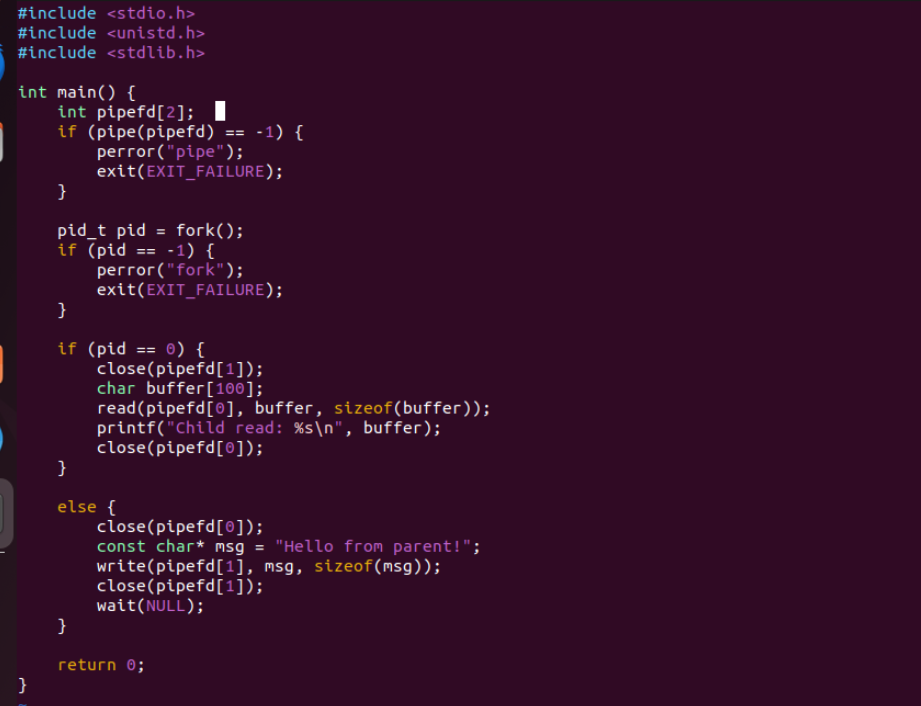 #include <stdio.h>
#include <unistd.h>
#include <stdlib.h>

int main() {
    int pipefd[2];
    if (pipe(pipefd) == -1) {
        perror("pipe");
        exit(EXIT_FAILURE);
    }

    pid_t pid = fork();
    if (pid == -1) {
        perror("fork");
        exit(EXIT_FAILURE);
    }

    if (pid == 0) {
        close(pipefd[1]);
        char buffer[100];
        read(pipefd[0], buffer, sizeof(buffer));
        printf("Child read: %s\n", buffer);
        close(pipefd[0]);
    }

    else {
        close(pipefd[0]);
        const char* msg = "Hello from parent!";
        write(pipefd[1], msg, sizeof(msg));
        close(pipefd[1]);
        wait(NULL);
    }

    return 0;
}